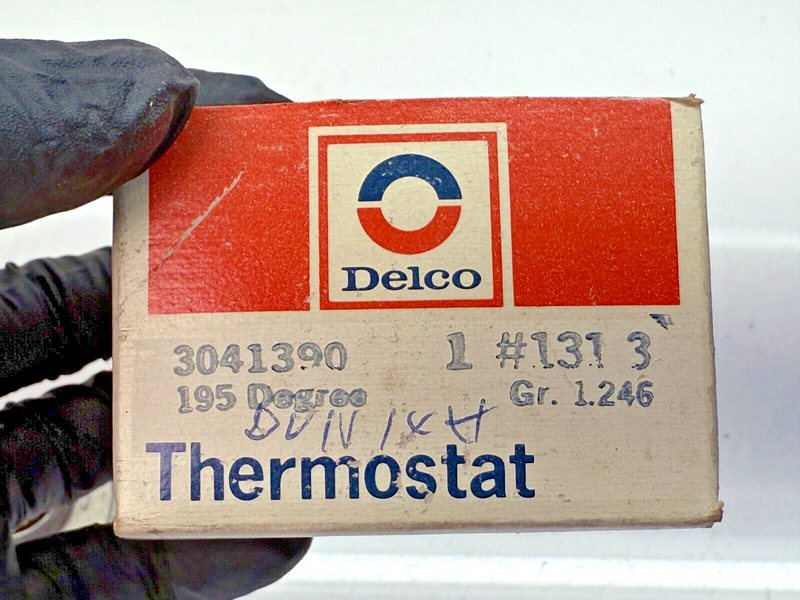 Delco
3041390 1 #131 3
195 Degree Gr. 1.246
Thermostat